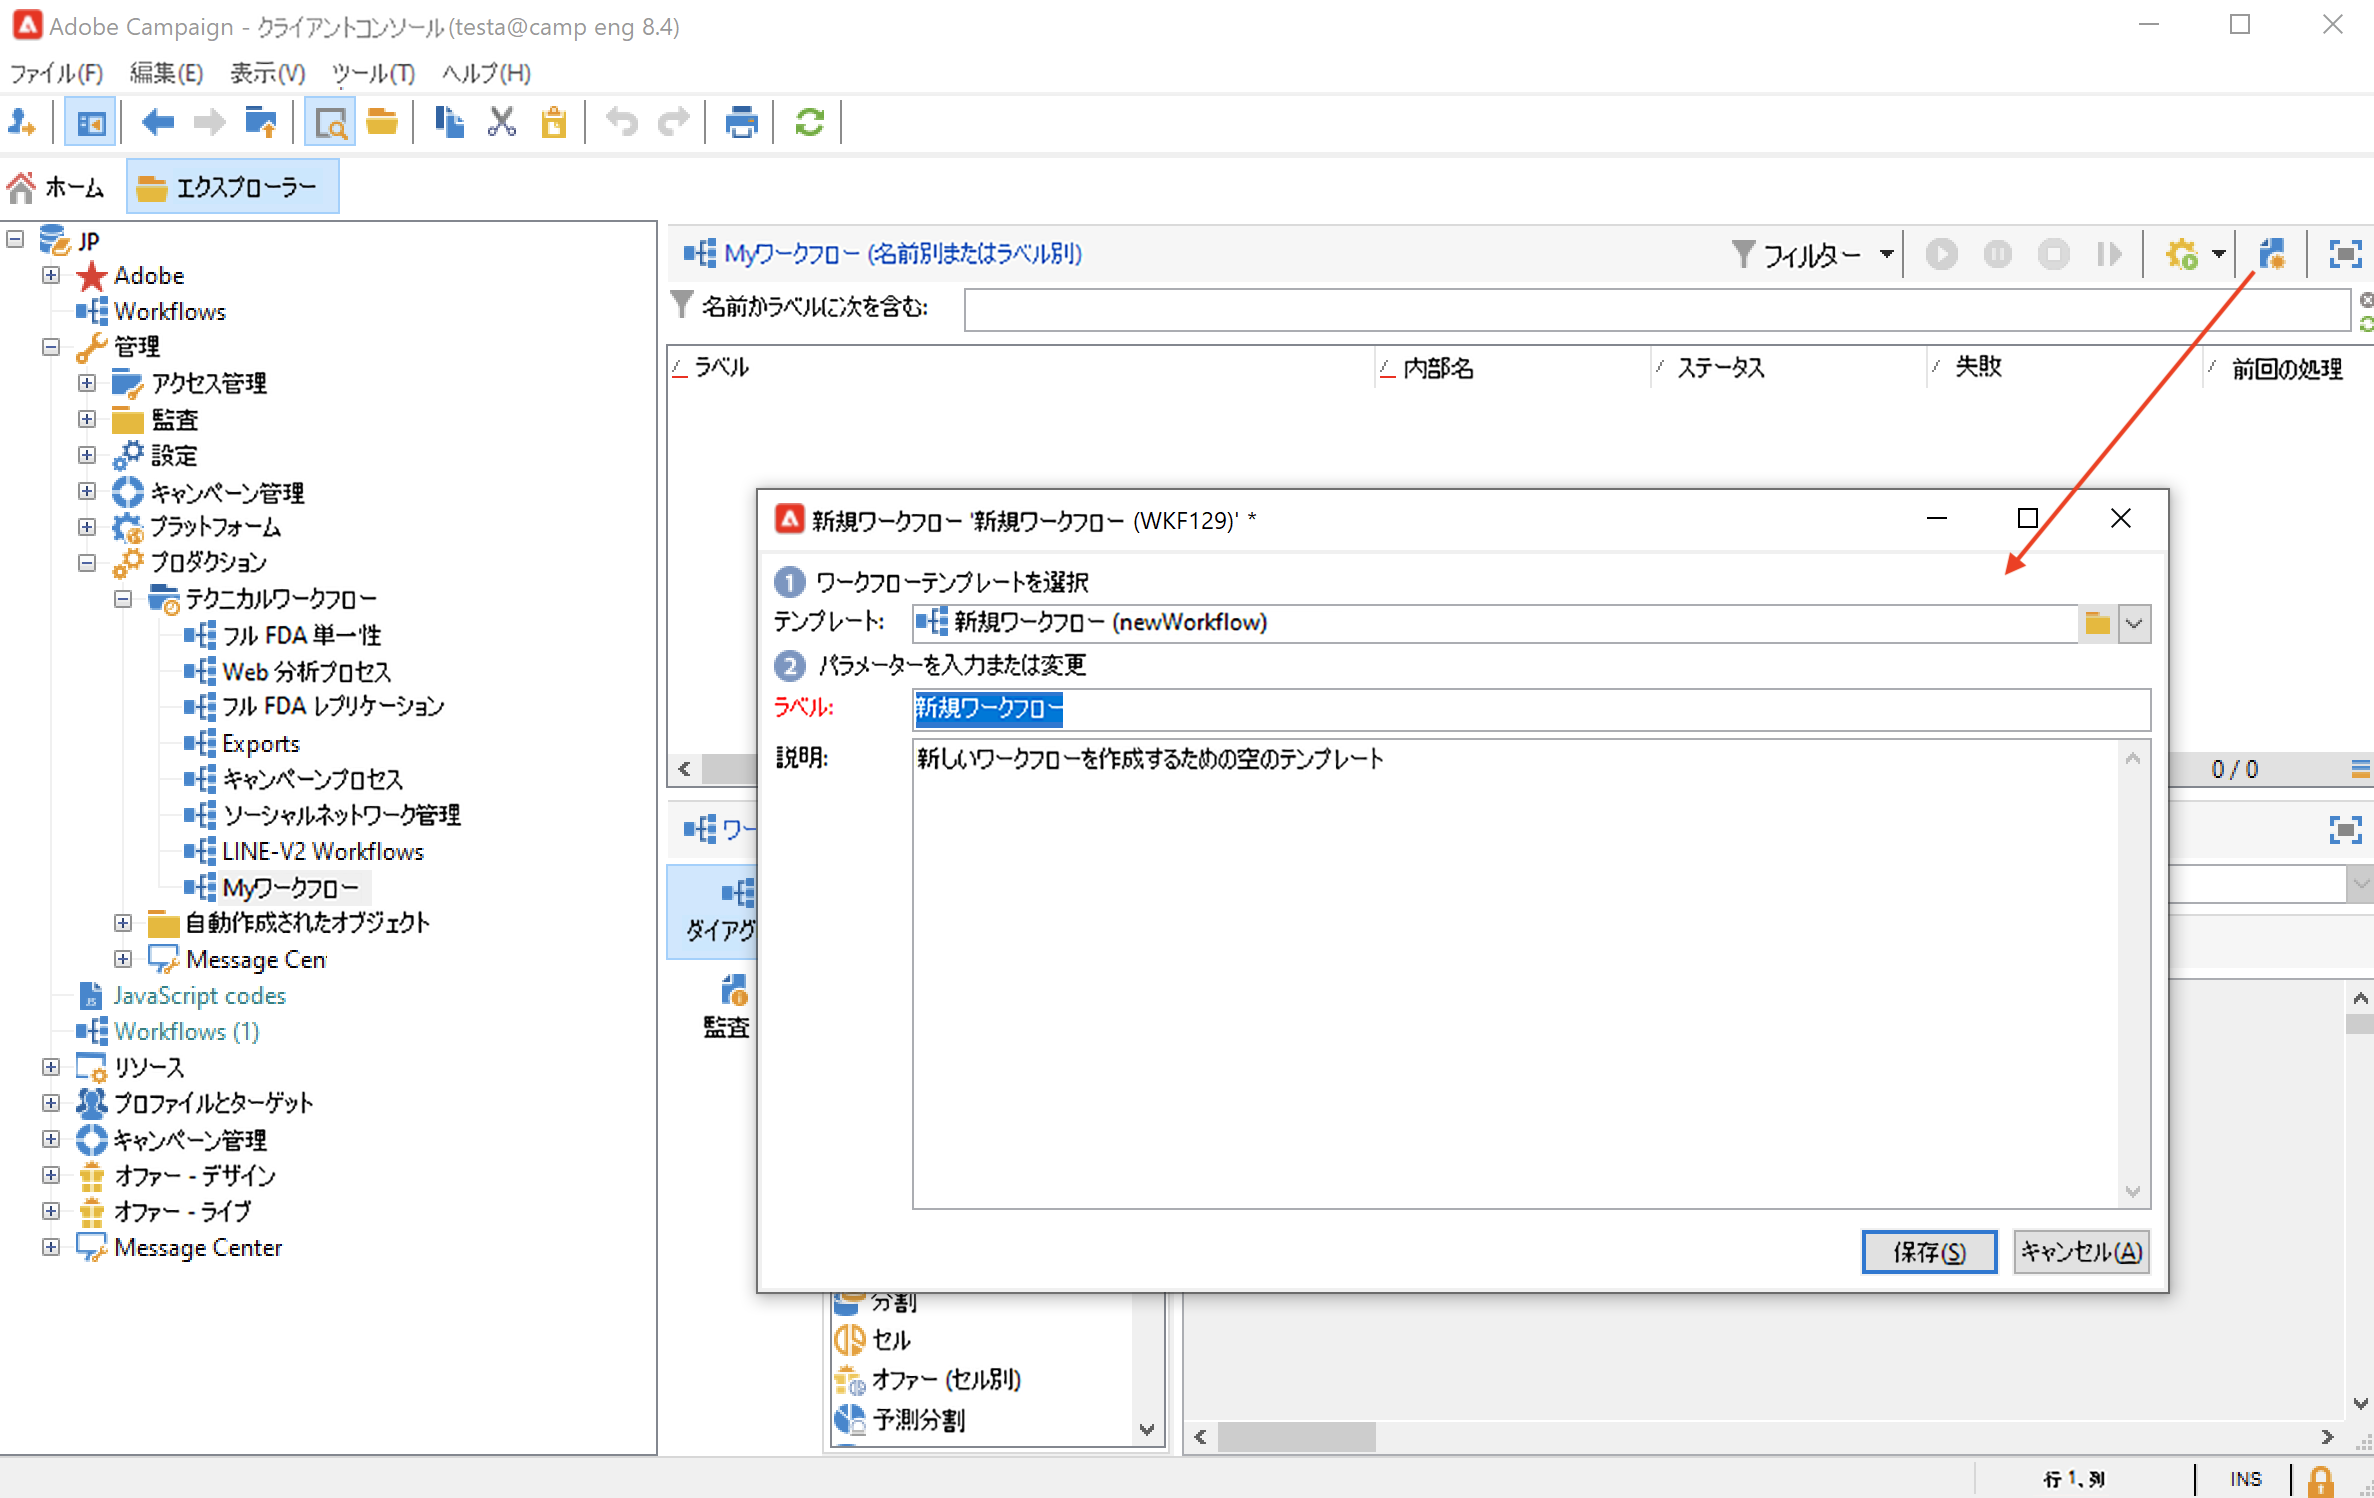 Adobe Campaign - クライアントコンソール (testa@camp eng 8.4)
ファイル(F) 編集(E) 表示(V) ツール(T) ヘルプ(H)
ホーム エクスプローラー
JP
Adobe
Workflows
管理
アクセス管理
監査
設定
キャンペーン管理
プラットフォーム
プロダクション
テクニカルワークフロー
フル FDA 単一性
Web 分析プロセス
フル FDA レプリケーション
Exports
キャンペーンプロセス
ソーシャルネットワーク管理
LINE-V2 Workflows
Myワークフロー
自動作成されたオブジェクト
Message Cen
JavaScript codes
Workflows (1)
リソース
プロファイルとターゲット
キャンペーン管理
オファー - デザイン
オファー - ライブ
Message Center
Myワークフロー (名前別またはラベル別)
フィルター
名前かラベルに次を含む:
ラベル 内部名 ステータス 失敗 前回の処理
0 / 0
ワー
ダイアグ
監査
新規ワークフロー '新規ワークフロー (WKF129)' *
1 ワークフローテンプレートを選択
テンプレート: 新規ワークフロー (newWorkflow)
2 パラメーターを入力または変更
ラベル: 新規ワークフロー
説明: 新しいワークフローを作成するための空のテンプレート
保存(S) キャンセル(A)
分割
セル
オファー (セル別)
予測分割
行 1、列 INS